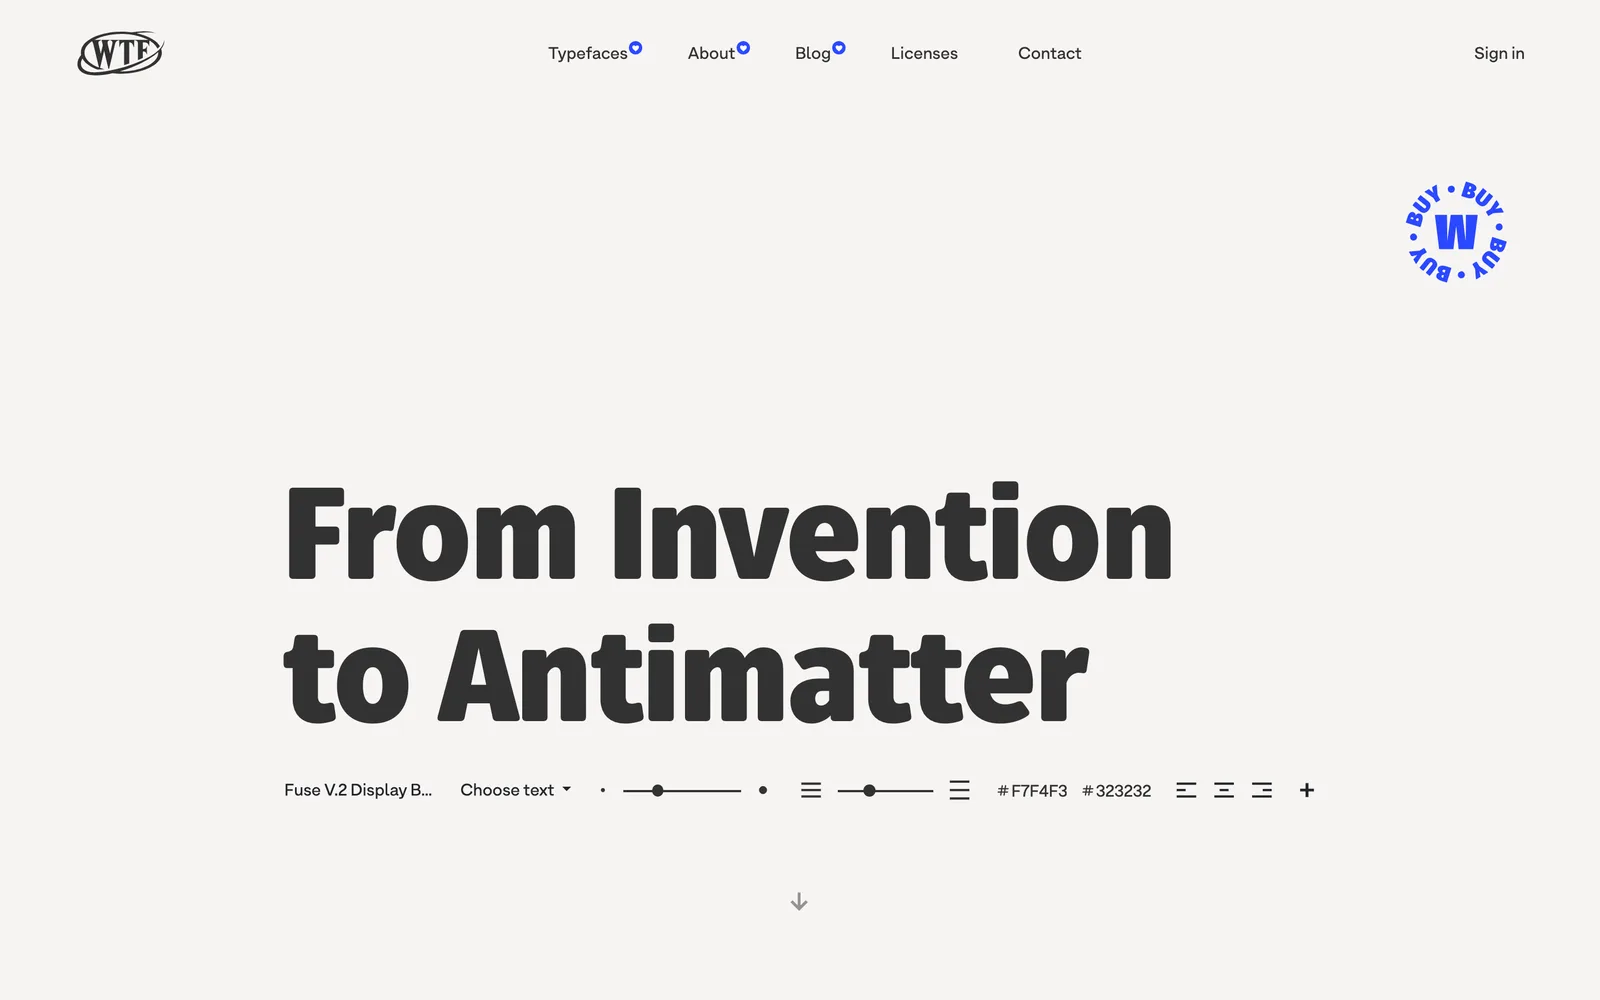 WTF
Typefaces
About
Blog
Licenses
Contact
Sign in
BUY • BUY • BUY • BUY • BUY •
W
From Invention
to Antimatter
Fuse V.2 Display B...
Choose text
#F7F4F3
#323232